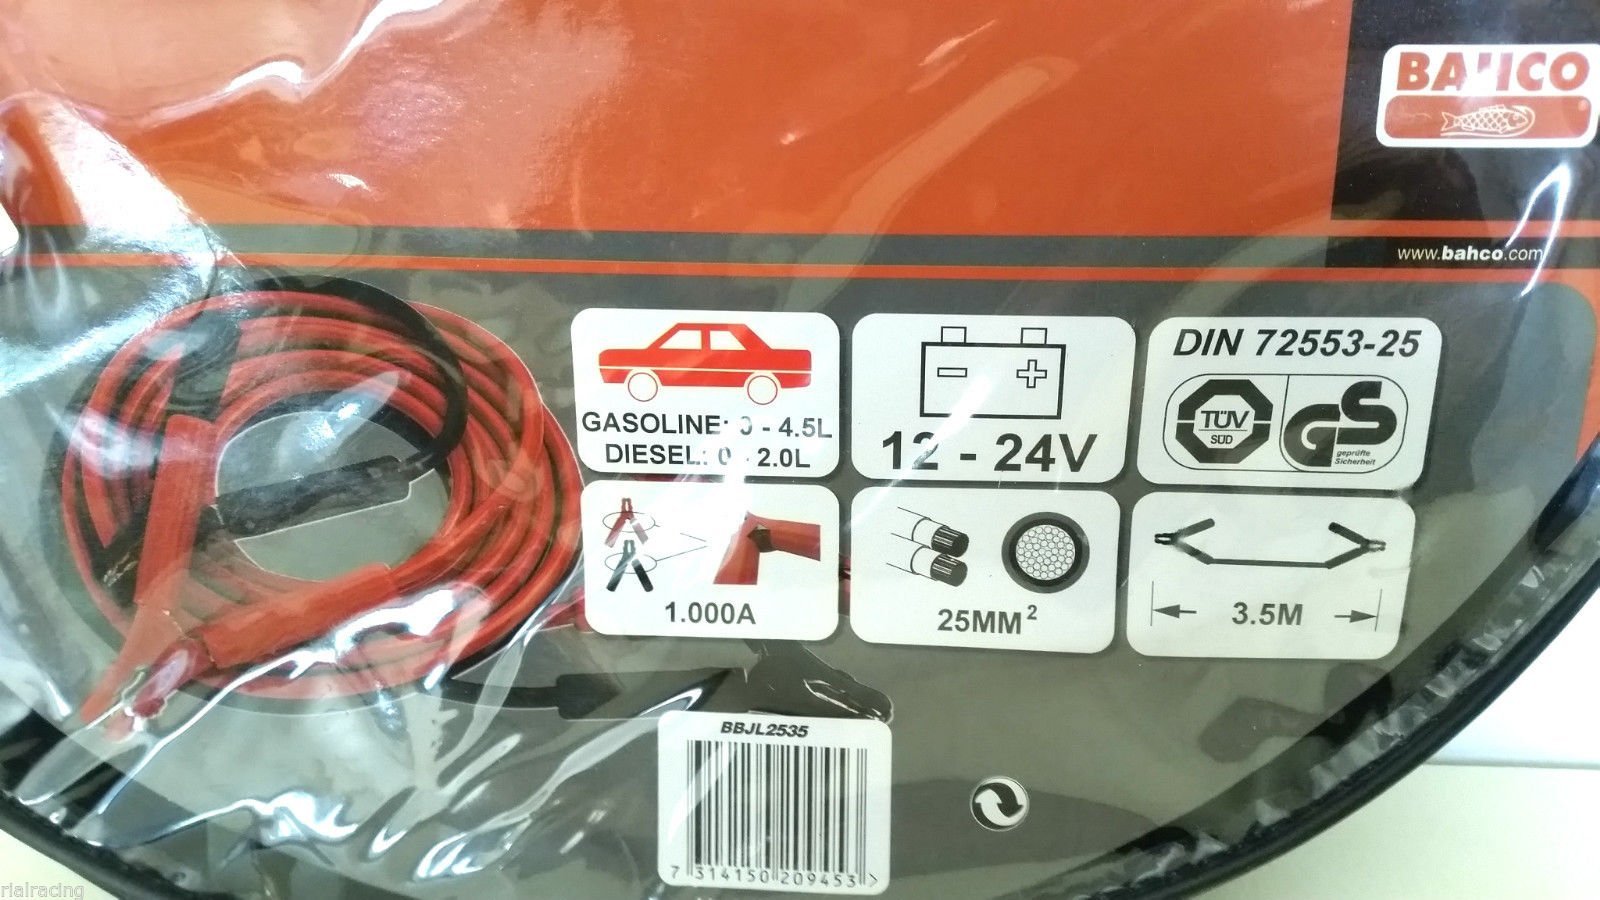 BAHCO
www.bahco.com
GASOLINE: 0 - 4.5L
DIESEL: 0 - 2.0L
12 - 24V
DIN 72553-25
TÜV
SÜD
GS
geprüfte
Sicherheit
1.000A
25MM²
3.5M
BBJL2535
7 314150 209453 >
rialracing